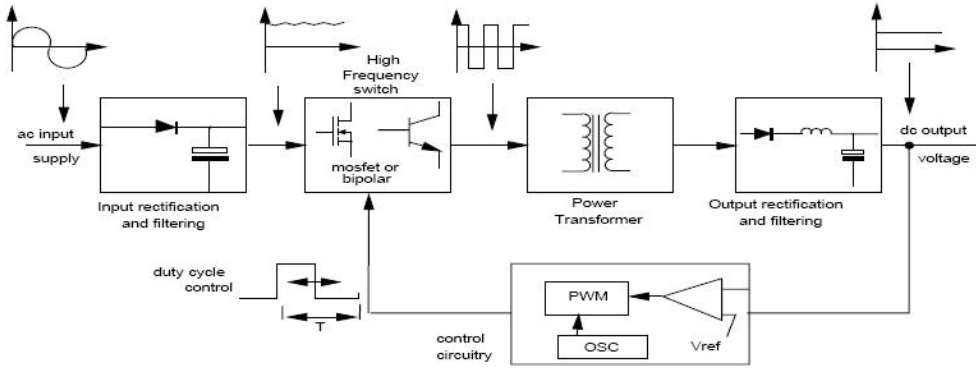 High
Frequency
switch
ac input
supply
mosfet or
bipolar
dc output
voltage
Input rectification
and filtering
Power
Transformer
Output rectification
and filtering
duty cycle
control
T
PWM
OSC
Vref
control
circuitry